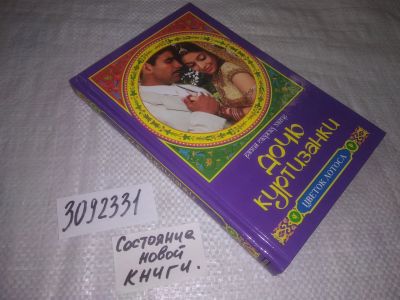 ДОЧЬ
КУРТИЗАНКИ
ЦВЕТОК ЛОТОСА
3092331
Состояние
новой
книги.